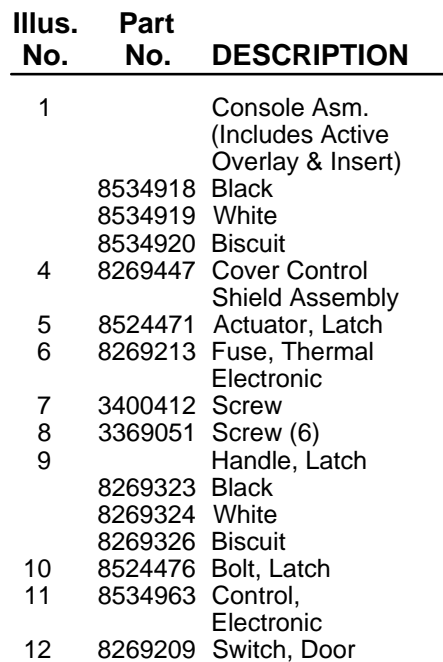 Illus. Part
No. No. DESCRIPTION
1 Console Asm.
(Includes Active
Overlay & Insert)
8534918 Black
8534919 White
8534920 Biscuit
4 8269447 Cover Control
Shield Assembly
5 8524471 Actuator, Latch
6 8269213 Fuse, Thermal
Electronic
7 3400412 Screw
8 3369051 Screw (6)
9 Handle, Latch
8269323 Black
8269324 White
8269326 Biscuit
10 8524476 Bolt, Latch
11 8534963 Control,
Electronic
12 8269209 Switch, Door